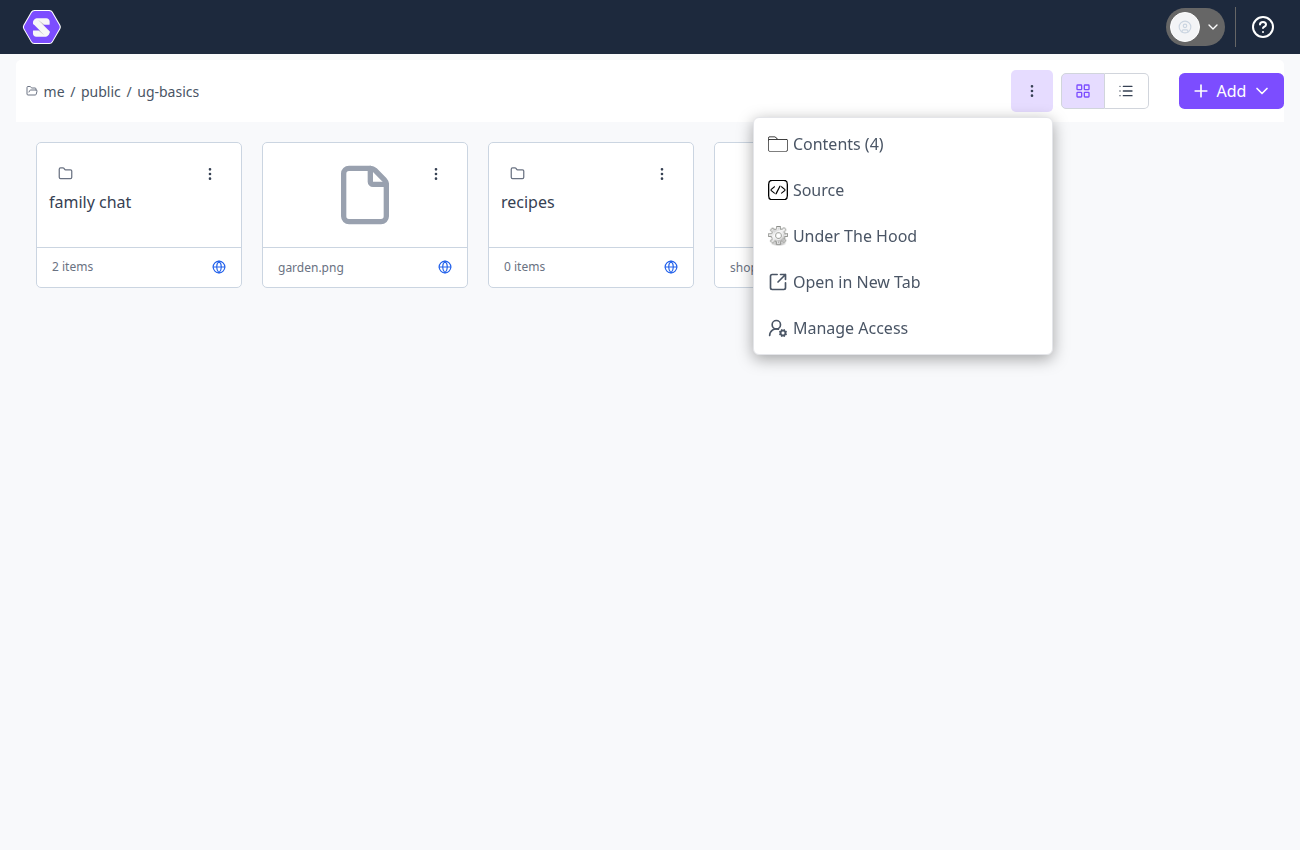 me / public / ug-basics
Add
Contents (4)
Source
Under The Hood
Open in New Tab
Manage Access
family chat
recipes
2 items
garden.png
0 items